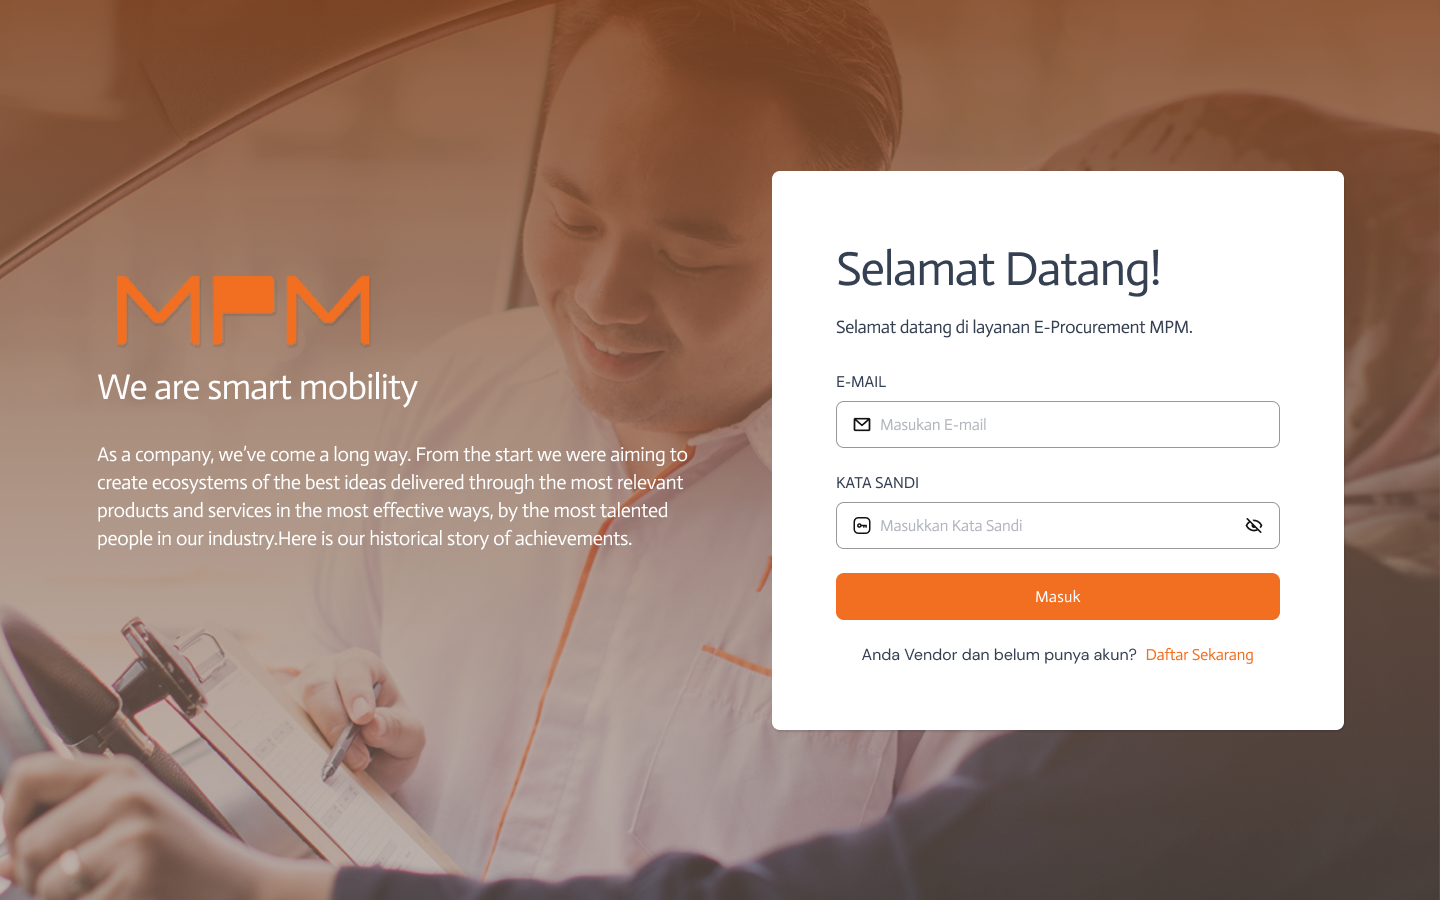 MPM
We are smart mobility
As a company, we've come a long way. From the start we were aiming to
create ecosystems of the best ideas delivered through the most relevant
products and services in the most effective ways, by the most talented
people in our industry.Here is our historical story of achievements.
Selamat Datang!
Selamat datang di layanan E-Procurement MPM.
E-MAIL
Masukan E-mail
KATA SANDI
Masukkan Kata Sandi
Masuk
Anda Vendor dan belum punya akun? Daftar Sekarang